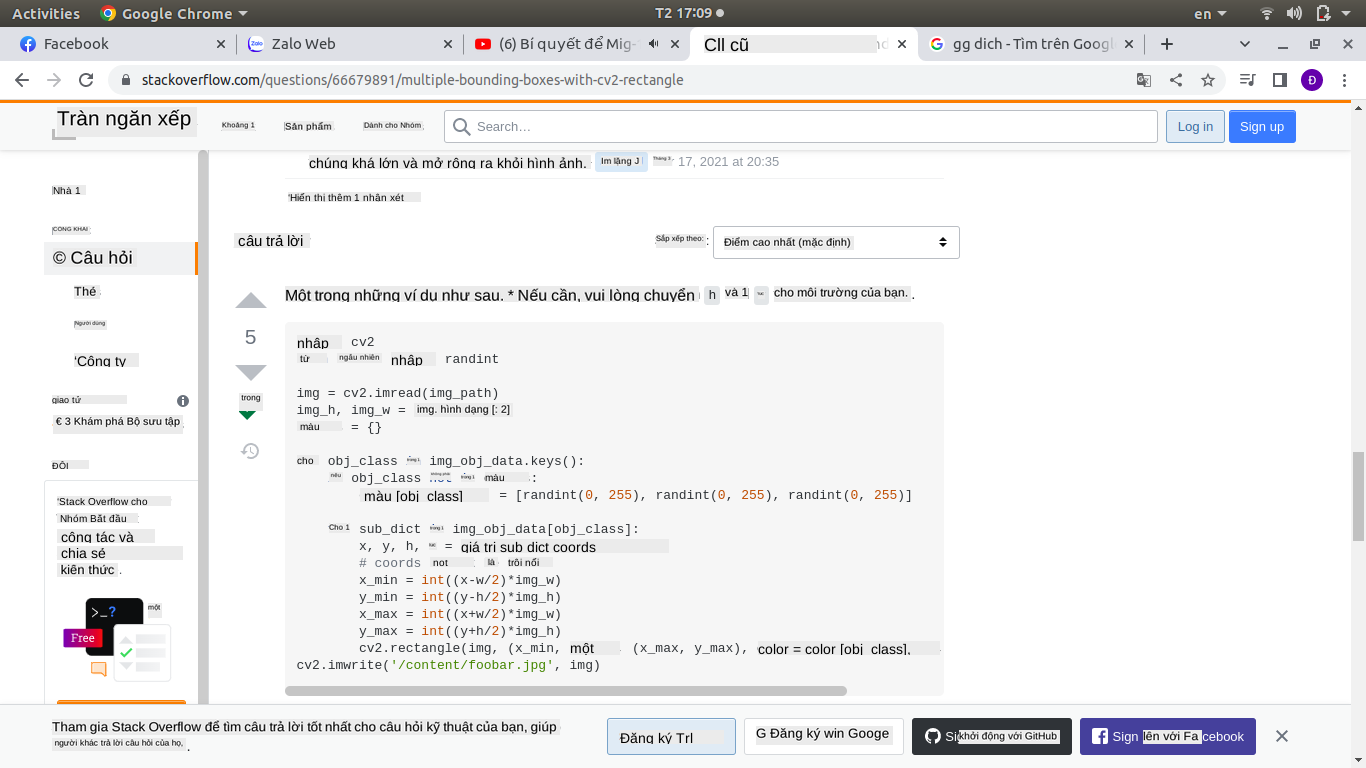 Activities Google Chrome T2 17:09 en
Facebook Zalo Web (6) Bí quyết để Mig- Cll cũ gg dich - Tìm trên Googl
stackoverflow.com/questions/66679891/multiple-bounding-boxes-with-cv2-rectangle
Tràn ngăn xếp Khoảng 1 Sản phẩm Dành cho Nhóm Search... Log in Sign up
chúng khá lớn và mở rộng ra khỏi hình ảnh. Im lặng J Tháng 3 17, 2021 at 20:35
'Hiển thị thêm 1 nhận xét
Nhà 1
CÔNG KHAI
© Câu hỏi
Thẻ
Người dùng
'Công ty
giao tử
€ 3 Khám phá Bộ sưu tập
ĐỘI
'Stack Overflow cho
Nhóm Bắt đầu
công tác và
chia sẻ
kiến thức .
>_? một
Free
câu trả lời Sắp xếp theo: : Điểm cao nhất (mặc định)
5
trong
Một trong những ví dụ như sau. * Nếu cần, vui lòng chuyển h và 1 cho môi trường của bạn. .
nhập cv2
từ ngẫu nhiên nhập randint
img = cv2.imread(img_path)
img_h, img_w = img. hình dạng [: 2]
màu = {}
cho obj_class trong 1 img_obj_data.keys():
nếu obj_class không phải trong 1 màu :
màu [obj_class] = [randint(0, 255), randint(0, 255), randint(0, 255)]
Cho 1 sub_dict trong 1 img_obj_data[obj_class]:
x, y, h, = giá trị sub dict coords
# coords not là trôi nổi
x_min = int((x-w/2)*img_w)
y_min = int((y-h/2)*img_h)
x_max = int((x+w/2)*img_w)
y_max = int((y+h/2)*img_h)
cv2.rectangle(img, (x_min, một (x_max, y_max), color = color [obj_class],
cv2.imwrite('/content/foobar.jpg', img)
Tham gia Stack Overflow để tìm câu trả lời tốt nhất cho câu hỏi kỹ thuật của bạn, giúp
người khác trả lời câu hỏi của họ, .
Đăng ký Trl G Đăng ký win Googe Si khởi động với GitHub Sign lên với Fa cebook